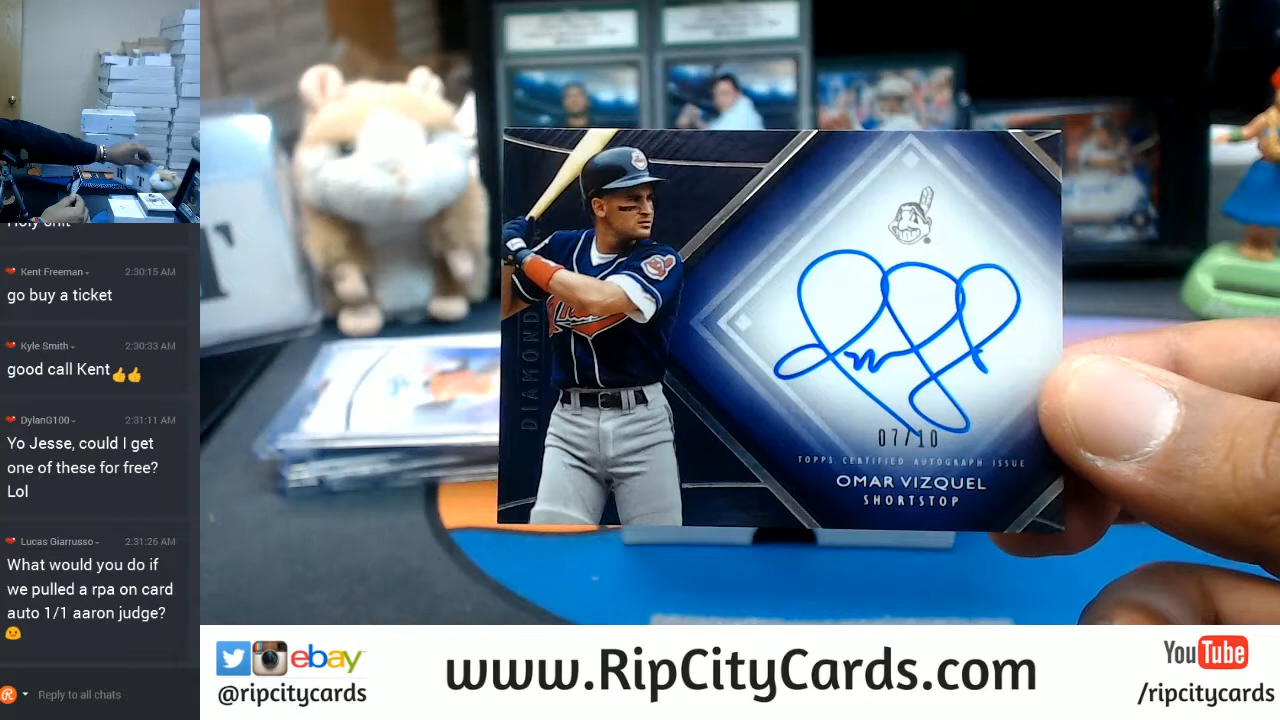 Holy shit
Kent Freeman
2:30:15 AM
go buy a ticket
Kyle Smith
2:30:33 AM
good call Kent👍👍
DylanG100
2:31:11 AM
Yo Jesse, could I get
one of these for free?
Lol
Lucas Giarrusso
2:31:26 AM
What would you do if
we pulled a rpa on card
auto 1/1 aaron judge?
Reply to all chats
DIAMOND
07/10
TOPPS CERTIFIED AUTOGRAPH ISSUE
OMAR VIZQUEL
SHORTSTOP
ebay
@ripcitycards
www.RipCityCards.com
YouTube
/ripcitycards